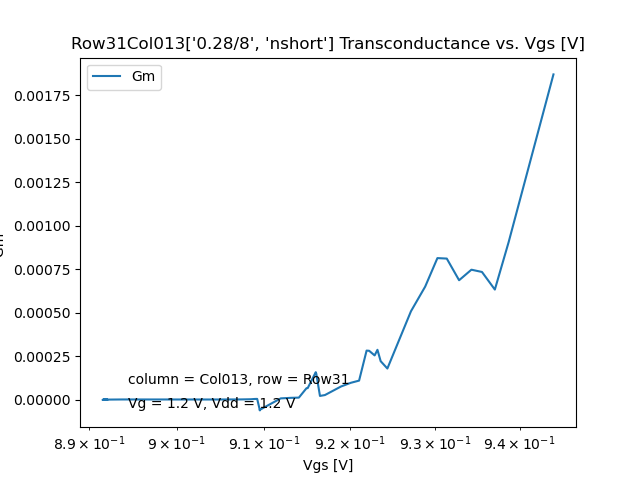 Row31Col013['0.28/8', 'nshort'] Transconductance vs. Vgs [V]
Gm
0.00175
0.00150
0.00125
0.00100
0.00075
0.00050
0.00025
0.00000
Gm
column = Col013, row = Row31
Vg = 1.2 V, Vdd = 1.2 V
8.9 × 10⁻¹ 9 × 10⁻¹ 9.1 × 10⁻¹ 9.2 × 10⁻¹ 9.3 × 10⁻¹ 9.4 × 10⁻¹
Vgs [V]